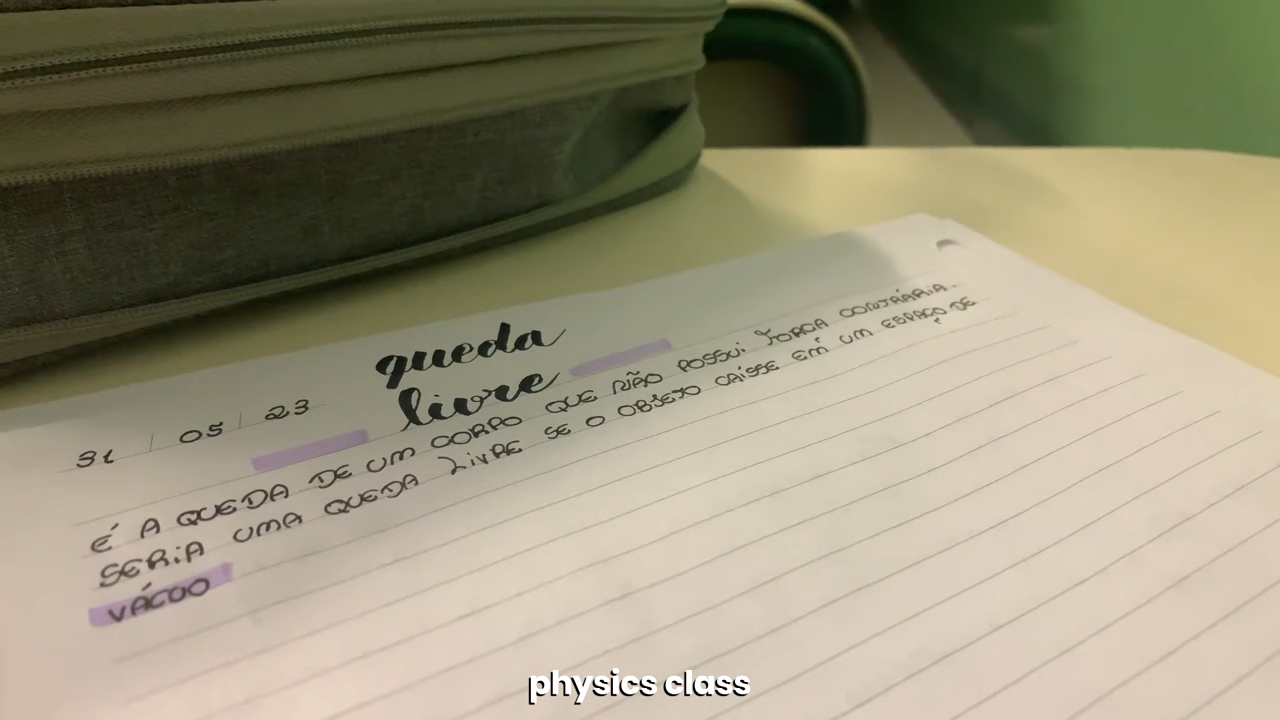 queda
livre
31 | 05 | 23
É A QUEDA DE UM CORPO QUE NÃO POSSUI FORÇA CONTRÁRIA.
SERIA UMA QUEDA LIVRE SE O OBJETO CAÍSSE EM UM ESPAÇO DE
VÁCUO
physics class